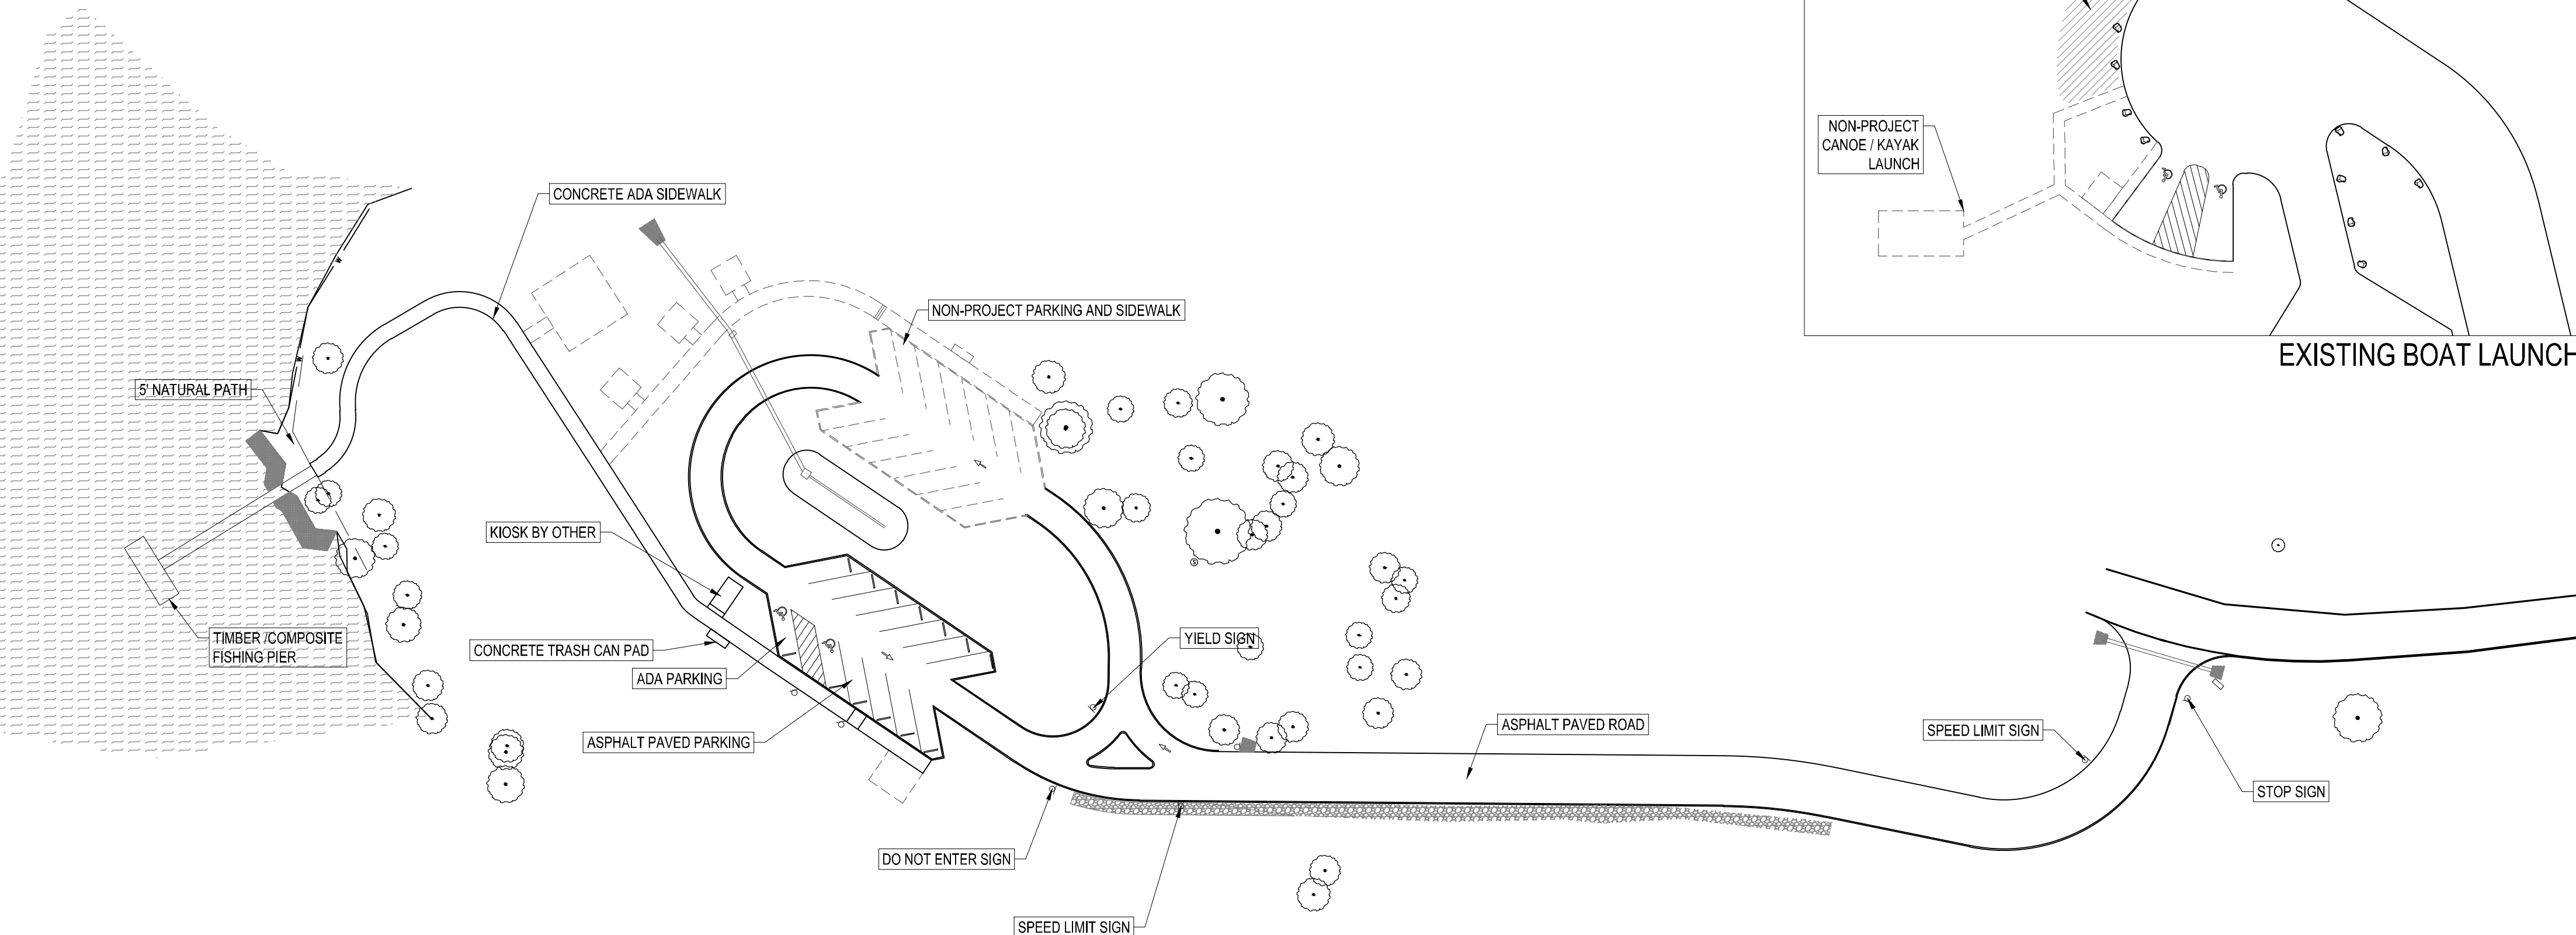 NON-PROJECT
CANOE / KAYAK
LAUNCH
CONCRETE ADA SIDEWALK
NON-PROJECT PARKING AND SIDEWALK
EXISTING BOAT LAUNCH
5' NATURAL PATH
KIOSK BY OTHER
TIMBER /COMPOSITE
FISHING PIER
CONCRETE TRASH CAN PAD
YIELD SIGN
ADA PARKING
ASPHALT PAVED PARKING
ASPHALT PAVED ROAD
SPEED LIMIT SIGN
STOP SIGN
DO NOT ENTER SIGN
SPEED LIMIT SIGN